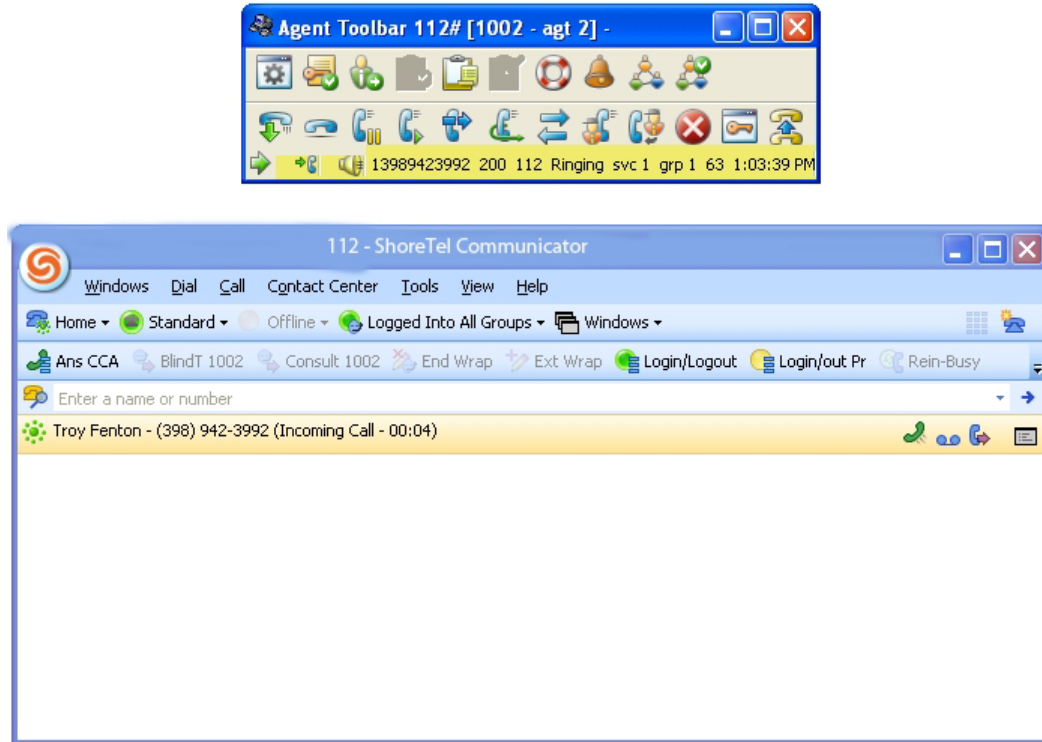 Agent Toolbar 112# [1002 - agt 2] -
13989423992 200 112 Ringing svc 1 grp 1 63 1:03:39 PM
112 - ShoreTel Communicator
Windows Dial Call Contact Center Tools View Help
Home Standard Offline Logged Into All Groups Windows
Ans CCA BlindT 1002 Consult 1002 End Wrap Ext Wrap Login/Logout Login/out Pr Rein-Busy
Enter a name or number
Troy Fenton - (398) 942-3992 (Incoming Call - 00:04)